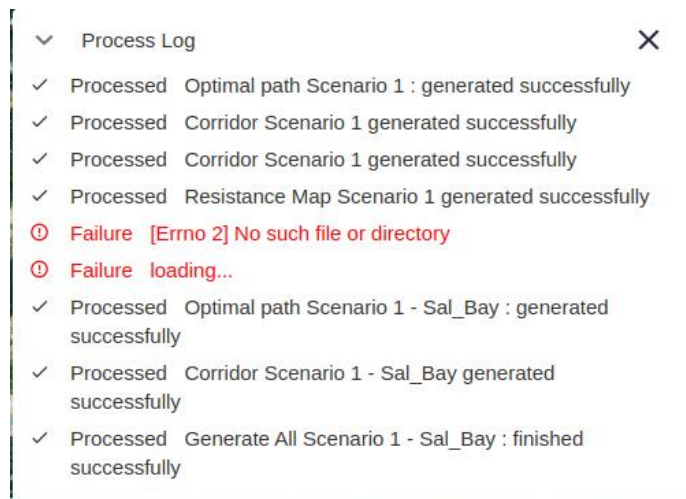 Process Log
Processed Optimal path Scenario 1 : generated successfully
Processed Corridor Scenario 1 generated successfully
Processed Corridor Scenario 1 generated successfully
Processed Resistance Map Scenario 1 generated successfully
Failure [Errno 2] No such file or directory
Failure loading...
Processed Optimal path Scenario 1 - Sal_Bay : generated
successfully
Processed Corridor Scenario 1 - Sal_Bay generated
successfully
Processed Generate All Scenario 1 - Sal_Bay : finished
successfully